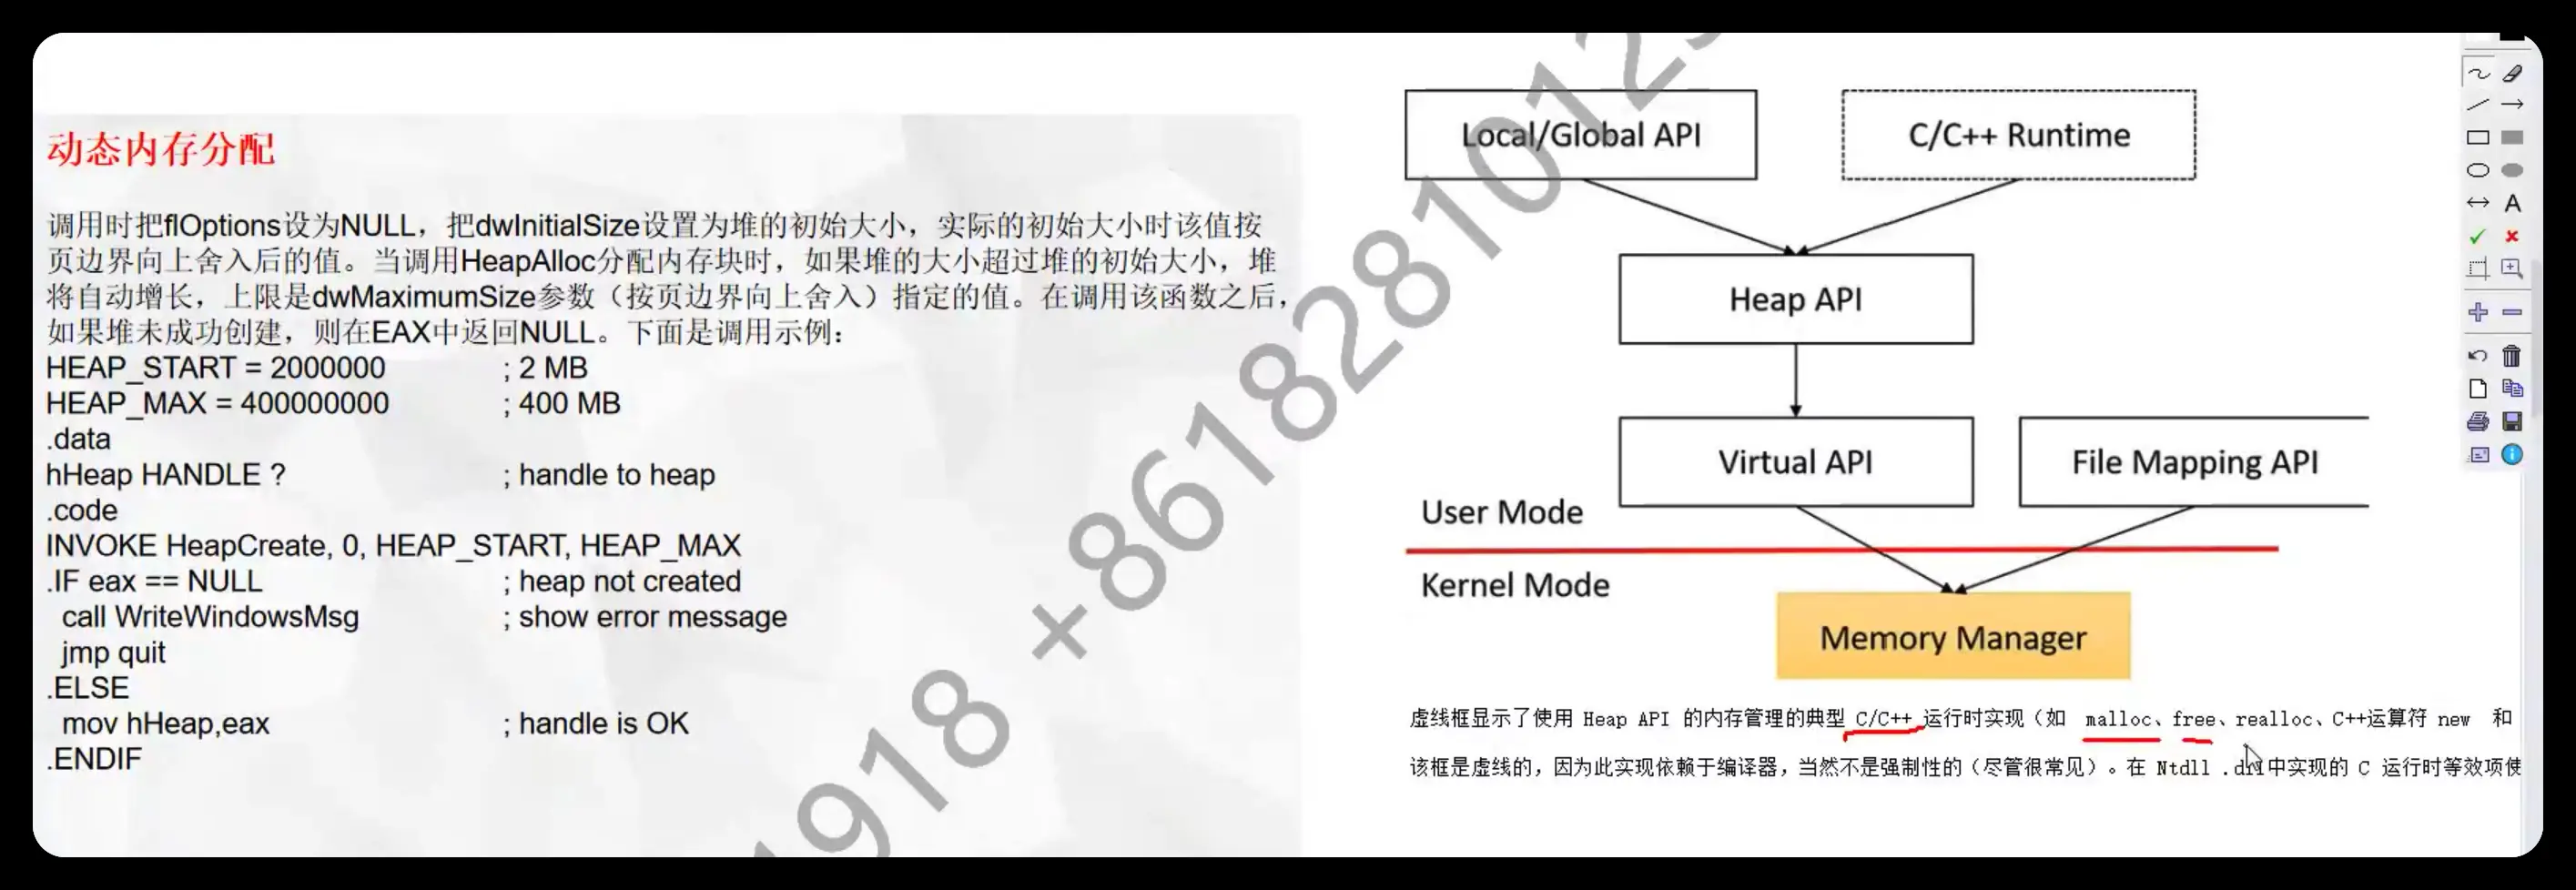 动态内存分配
调用时把flOptions设为NULL，把dwInitialSize设置为堆的初始大小，实际的初始大小时该值按
页边界向上舍入后的值。当调用HeapAlloc分配内存块时，如果堆的大小超过堆的初始大小，堆
将自动增长，上限是dwMaximumSize参数（按页边界向上舍入）指定的值。在调用该函数之后，
如果堆未成功创建，则在EAX中返回NULL。下面是调用示例：
HEAP_START = 2000000 ; 2 MB
HEAP_MAX = 400000000 ; 400 MB
.data
hHeap HANDLE ? ; handle to heap
.code
INVOKE HeapCreate, 0, HEAP_START, HEAP_MAX
.IF eax == NULL ; heap not created
call WriteWindowsMsg ; show error message
jmp quit
.ELSE
mov hHeap,eax ; handle is OK
.ENDIF
Local/Global API
C/C++ Runtime
Heap API
Virtual API
File Mapping API
User Mode
Kernel Mode
Memory Manager
虚线框显示了使用 Heap API 的内存管理的典型 C/C++ 运行时实现（如 malloc、free、realloc、C++运算符 new 和
该框是虚线的，因为此实现依赖于编译器，当然不是强制性的（尽管很常见）。在 Ntdll .dll中实现的 C 运行时等效项使
1918 +861828101